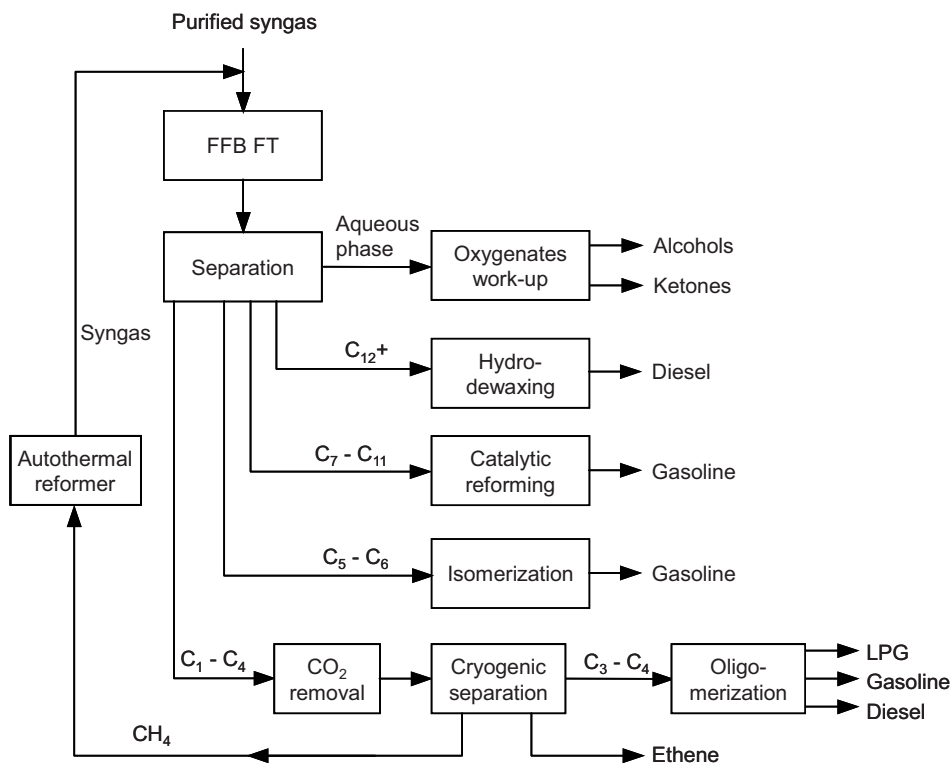 Purified syngas
FFB FT
Separation
Aqueous
phase
Oxygenates
work-up
Alcohols
Ketones
Syngas
C₁₂+
Hydro-
dewaxing
Diesel
Autothermal
reformer
C₇ - C₁₁
Catalytic
reforming
Gasoline
C₅ - C₆
Isomerization
Gasoline
C₁ - C₄
CO₂
removal
Cryogenic
separation
C₃ - C₄
Oligo-
merization
LPG
Gasoline
Diesel
CH₄
Ethene